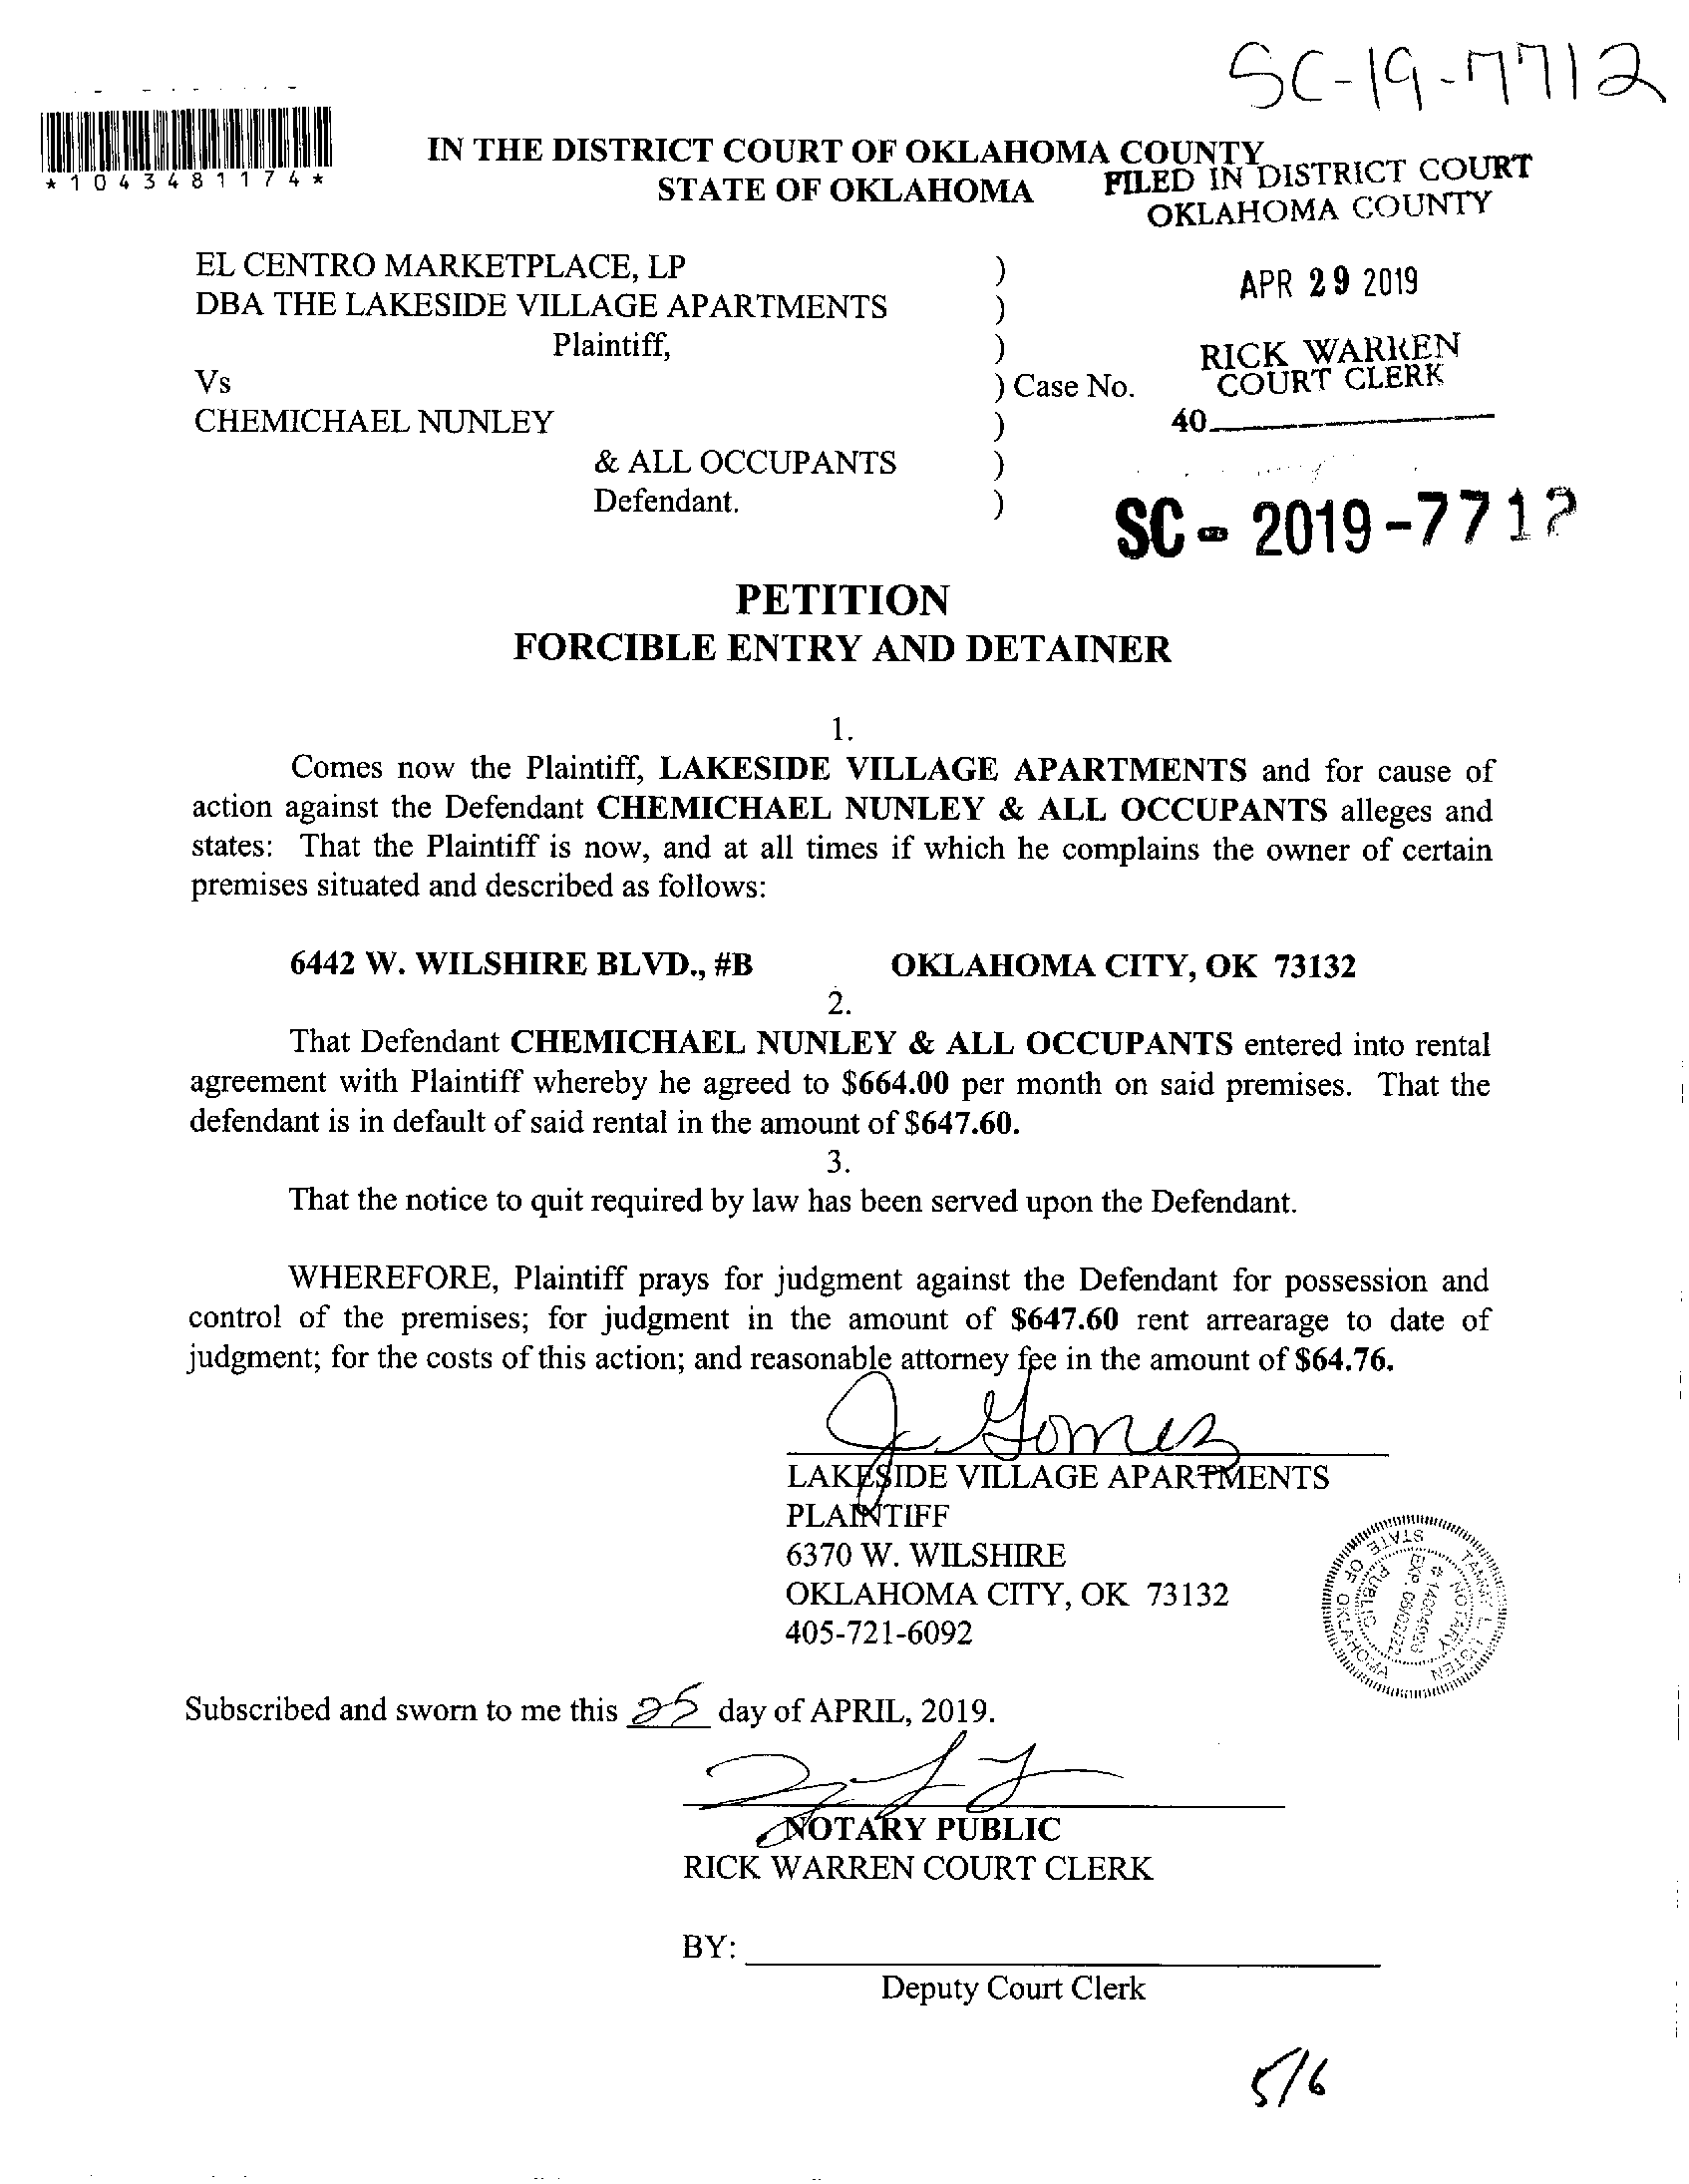 SC-19-7712
*1043481174*
IN THE DISTRICT COURT OF OKLAHOMA COUNTY
STATE OF OKLAHOMA
FILED IN DISTRICT COURT
OKLAHOMA COUNTY
EL CENTRO MARKETPLACE, LP )
DBA THE LAKESIDE VILLAGE APARTMENTS )
APR 29 2019
Plaintiff, )
RICK WARREN
COURT CLERK
Vs ) Case No.
CHEMICHAEL NUNLEY )
40
& ALL OCCUPANTS )
Defendant. )
SC - 2019-7712
PETITION
FORCIBLE ENTRY AND DETAINER
1.
Comes now the Plaintiff, LAKESIDE VILLAGE APARTMENTS and for cause of
action against the Defendant CHEMICHAEL NUNLEY & ALL OCCUPANTS alleges and
states: That the Plaintiff is now, and at all times if which he complains the owner of certain
premises situated and described as follows:
6442 W. WILSHIRE BLVD., #B OKLAHOMA CITY, OK 73132
2.
That Defendant CHEMICHAEL NUNLEY & ALL OCCUPANTS entered into rental
agreement with Plaintiff whereby he agreed to $664.00 per month on said premises. That the
defendant is in default of said rental in the amount of $647.60.
3.
That the notice to quit required by law has been served upon the Defendant.
WHEREFORE, Plaintiff prays for judgment against the Defendant for possession and
control of the premises; for judgment in the amount of $647.60 rent arrearage to date of
judgment; for the costs of this action; and reasonable attorney fee in the amount of $64.76.
J. Gomez
LAKESIDE VILLAGE APARTMENTS
PLAINTIFF
6370 W. WILSHIRE
OKLAHOMA CITY, OK 73132
405-721-6092
NOTARY
PUBLIC
STATE OF OKLAHOMA
Subscribed and sworn to me this 25 day of APRIL, 2019.
NOTARY PUBLIC
RICK WARREN COURT CLERK
BY:
Deputy Court Clerk
5/6